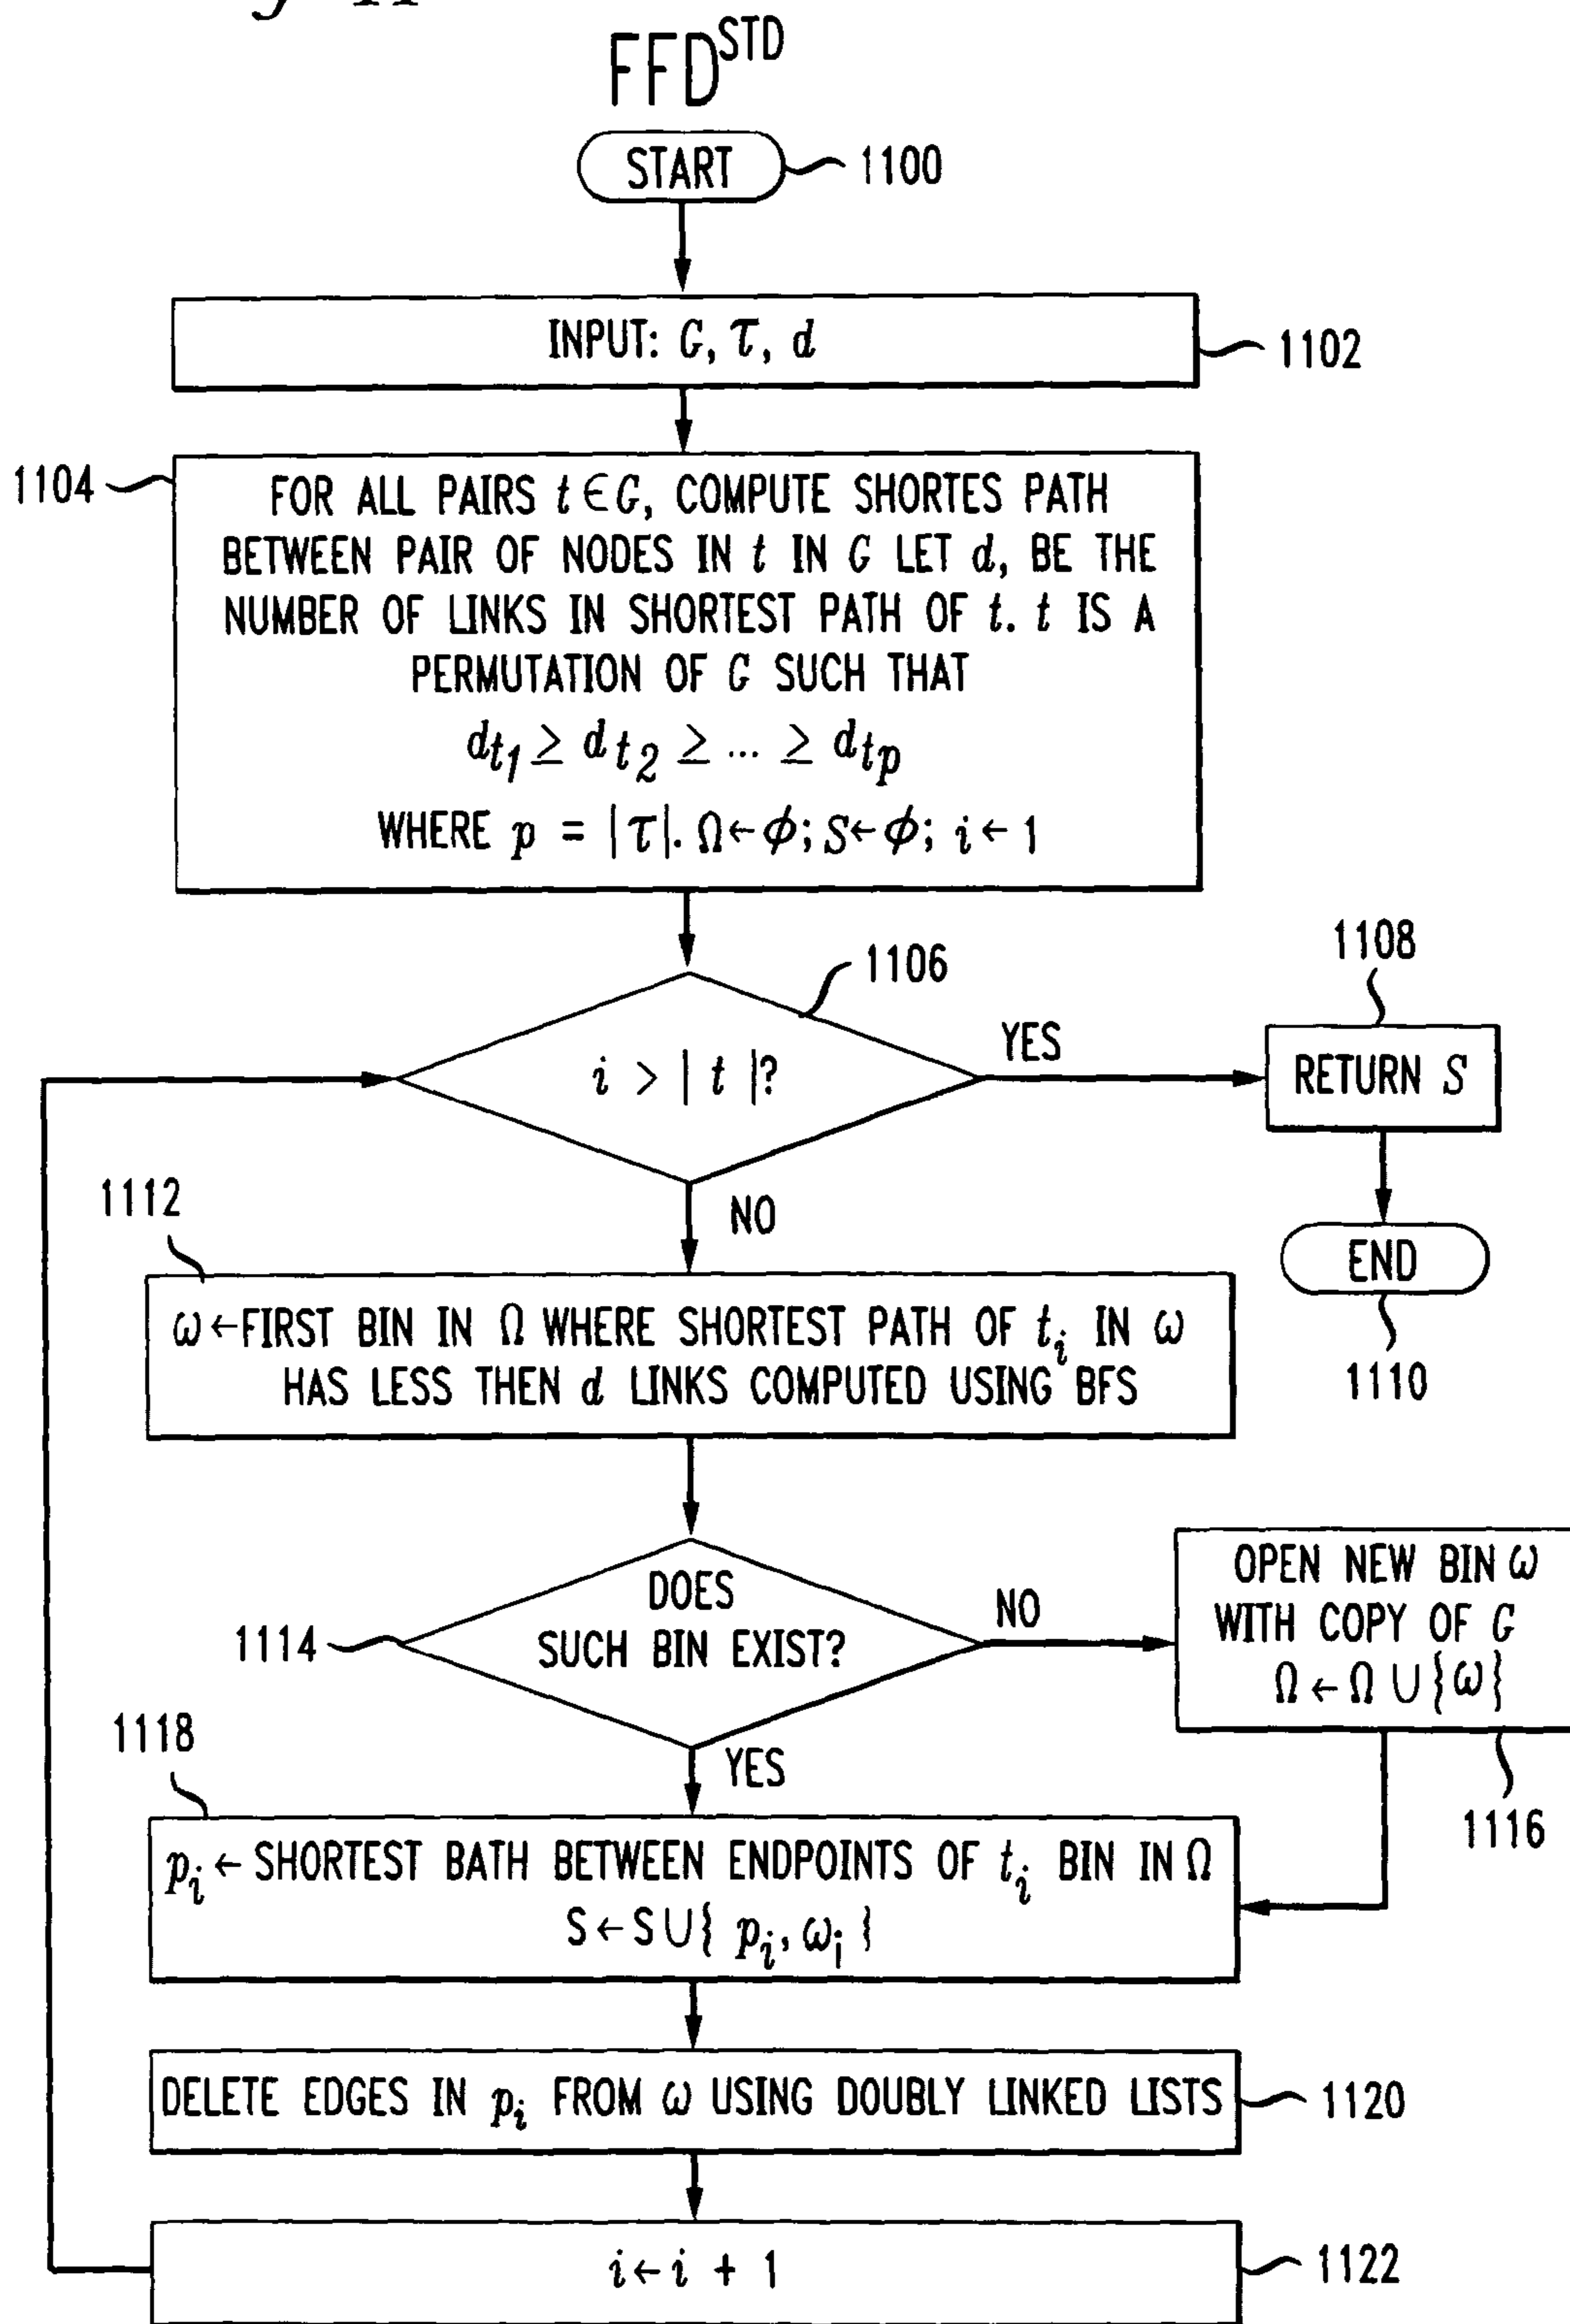 FFD^STD
START
1100
INPUT: G, τ, d
1102
1104
FOR ALL PAIRS t∈G, COMPUTE SHORTES PATH
BETWEEN PAIR OF NODES IN t IN G LET d, BE THE
NUMBER OF LINKS IN SHORTEST PATH OF t. t IS A
PERMUTATION OF G SUCH THAT
d_t1 ≥ d_t2 ≥ ... ≥ d_tp
WHERE p = |τ|. Ω←ϕ; S←ϕ; i←1
1106
i > | t |?
YES
1108
RETURN S
END
1110
NO
1112
ω←FIRST BIN IN Ω WHERE SHORTEST PATH OF t_i IN ω
HAS LESS THEN d LINKS COMPUTED USING BFS
1114
DOES
SUCH BIN EXIST?
NO
OPEN NEW BIN ω
WITH COPY OF G
Ω←Ω∪{ω}
1116
YES
1118
p_i←SHORTEST BATH BETWEEN ENDPOINTS OF t_i BIN IN Ω
S←S∪{ p_i, ω_i }
DELETE EDGES IN p_i FROM ω USING DOUBLY LINKED LISTS
1120
i←i + 1
1122